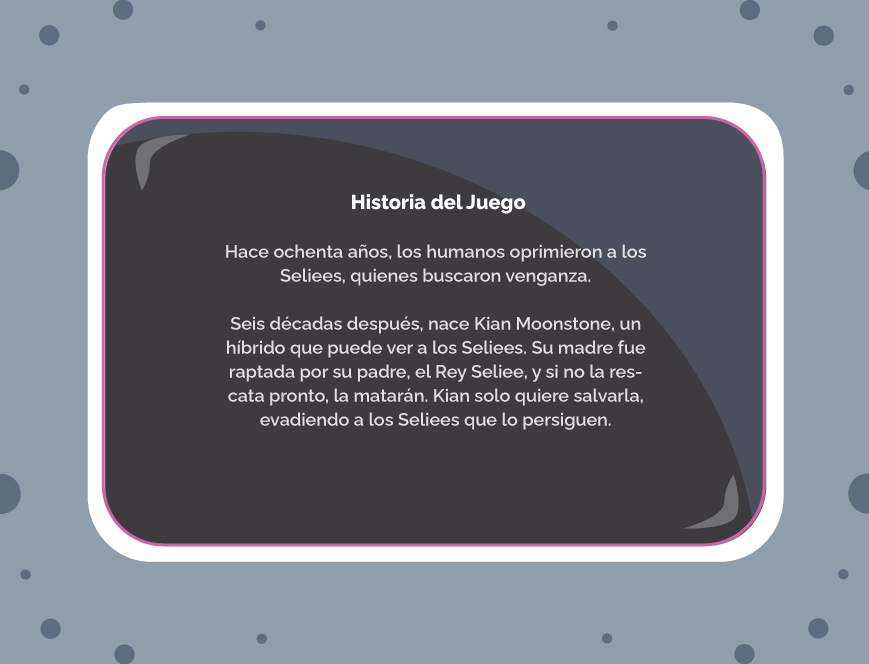 Historia del Juego
Hace ochenta años, los humanos oprimieron a los
Seliees, quienes buscaron venganza.
Seis décadas después, nace Kian Moonstone, un
híbrido que puede ver a los Seliees. Su madre fue
raptada por su padre, el Rey Seliee, y si no la res-
cata pronto, la matarán. Kian solo quiere salvarla,
evadiendo a los Seliees que lo persiguen.